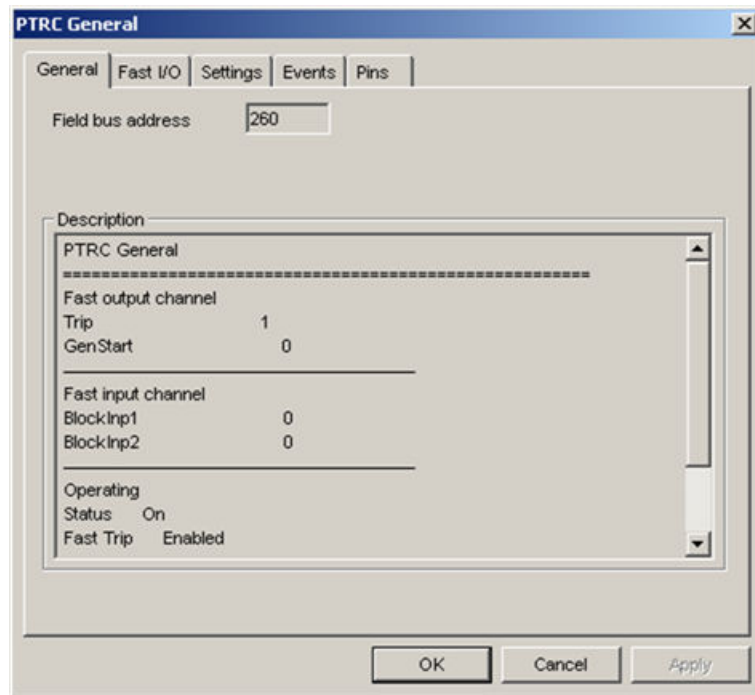 PTRC General
General Fast I/O Settings Events Pins
Field bus address 260
Description
PTRC General
=======================================================
Fast output channel
Trip 1
GenStart 0
Fast input channel
BlockInp1 0
BlockInp2 0
Operating
Status On
Fast Trip Enabled
OK Cancel Apply